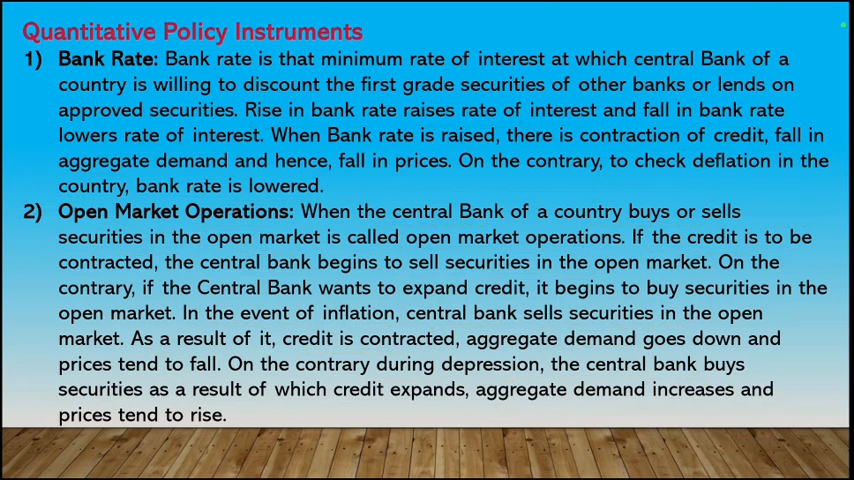 Quantitative Policy Instruments
1) Bank Rate: Bank rate is that minimum rate of interest at which central Bank of a
country is willing to discount the first grade securities of other banks or lends on
approved securities. Rise in bank rate raises rate of interest and fall in bank rate
lowers rate of interest. When Bank rate is raised, there is contraction of credit, fall in
aggregate demand and hence, fall in prices. On the contrary, to check deflation in the
country, bank rate is lowered.
2) Open Market Operations: When the central Bank of a country buys or sells
securities in the open market is called open market operations. If the credit is to be
contracted, the central bank begins to sell securities in the open market. On the
contrary, if the Central Bank wants to expand credit, it begins to buy securities in the
open market. In the event of inflation, central bank sells securities in the open
market. As a result of it, credit is contracted, aggregate demand goes down and
prices tend to fall. On the contrary during depression, the central bank buys
securities as a result of which credit expands, aggregate demand increases and
prices tend to rise.